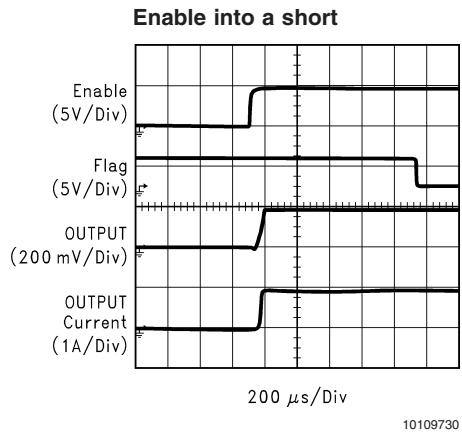 Enable into a short
Enable
(5V/Div)
Flag
(5V/Div)
OUTPUT
(200 mV/Div)
OUTPUT
Current
(1A/Div)
200 μs/Div
10109730